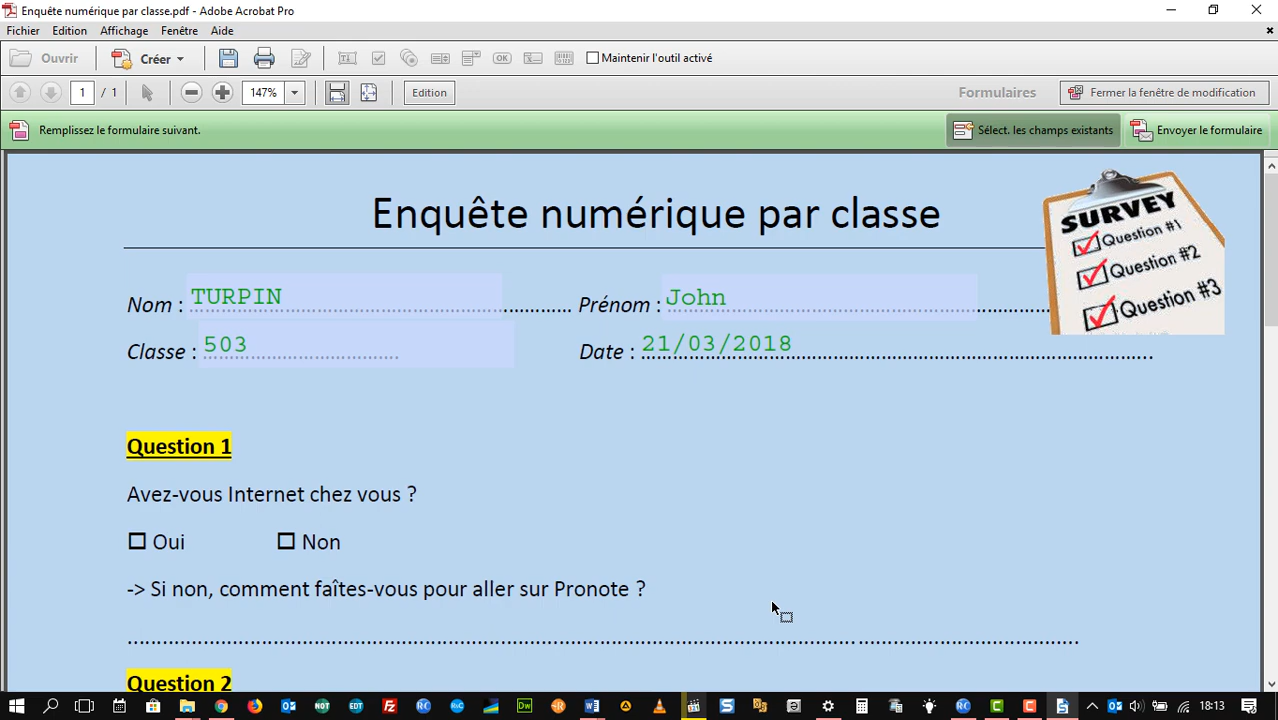 Enquête numérique par classe.pdf - Adobe Acrobat Pro
Fichier Edition Affichage Fenêtre Aide
Ouvrir Créer OK Maintenir l'outil activé
1 / 1 147% Edition Formulaires Fermer la fenêtre de modification
Remplissez le formulaire suivant. Sélect. les champs existants Envoyer le formulaire
Enquête numérique par classe
SURVEY
Question #1
Question #2
Question #3
Nom : TURPIN Prénom : John
Classe : 503 Date : 21/03/2018
Question 1
Avez-vous Internet chez vous ?
Oui Non
-> Si non, comment faîtes-vous pour aller sur Pronote ?
Question 2
18:13